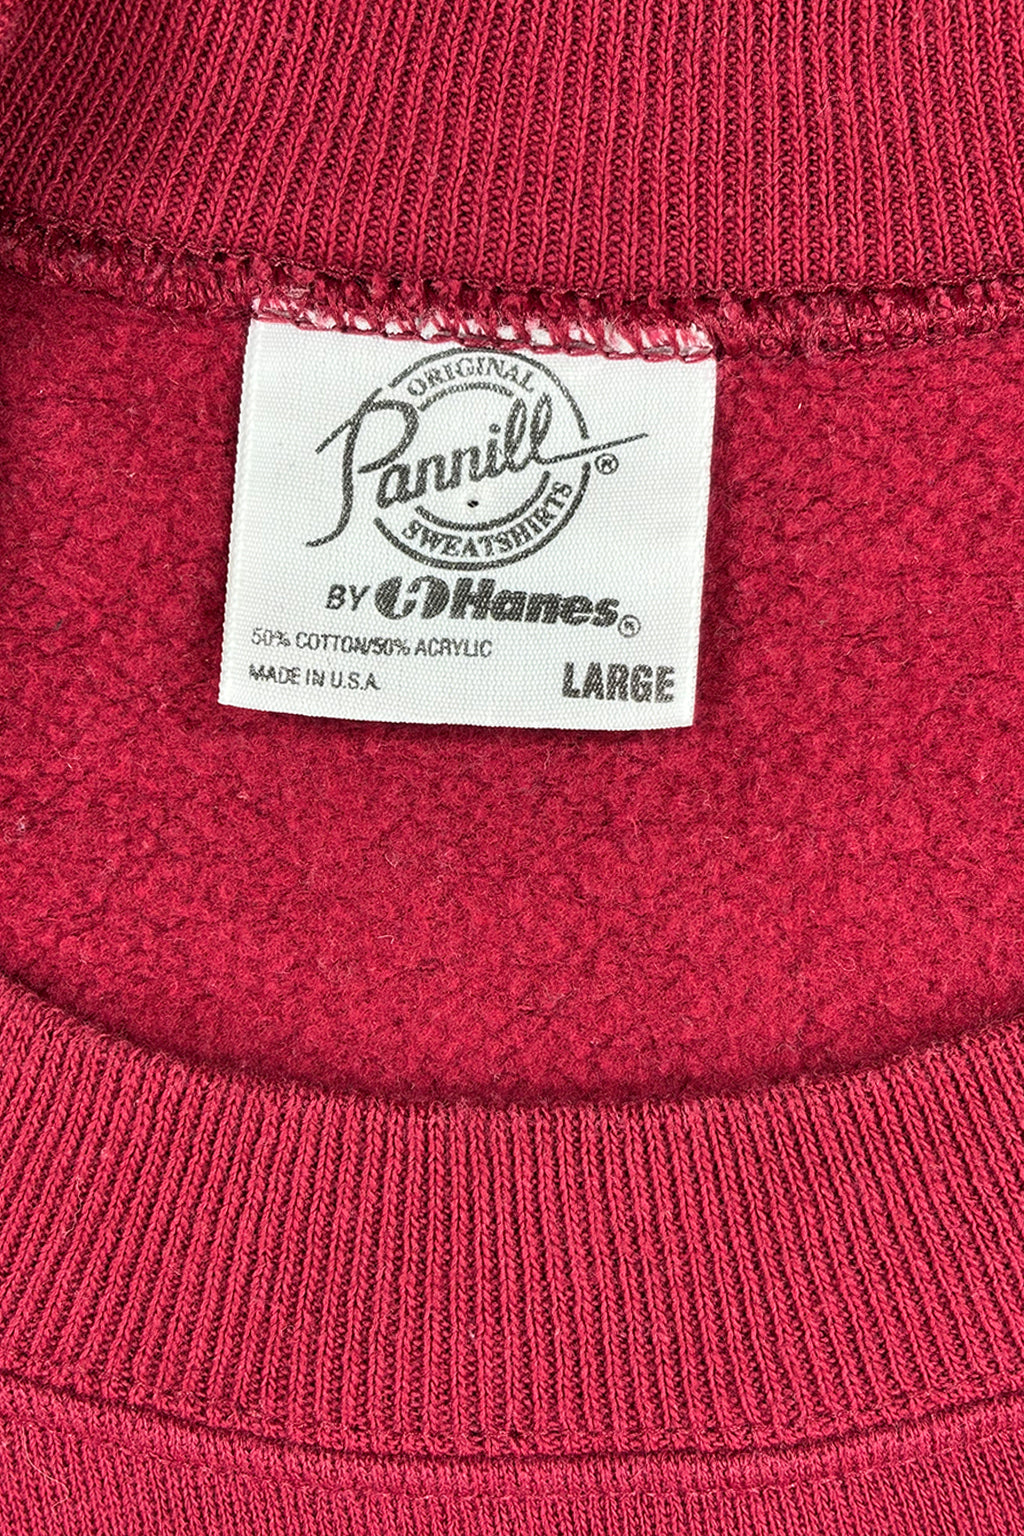 ORIGINAL
Pannill ®
SWEATSHIRTS
BY Hanes®
50% COTTON/50% ACRYLIC
MADE IN U.S.A.
LARGE